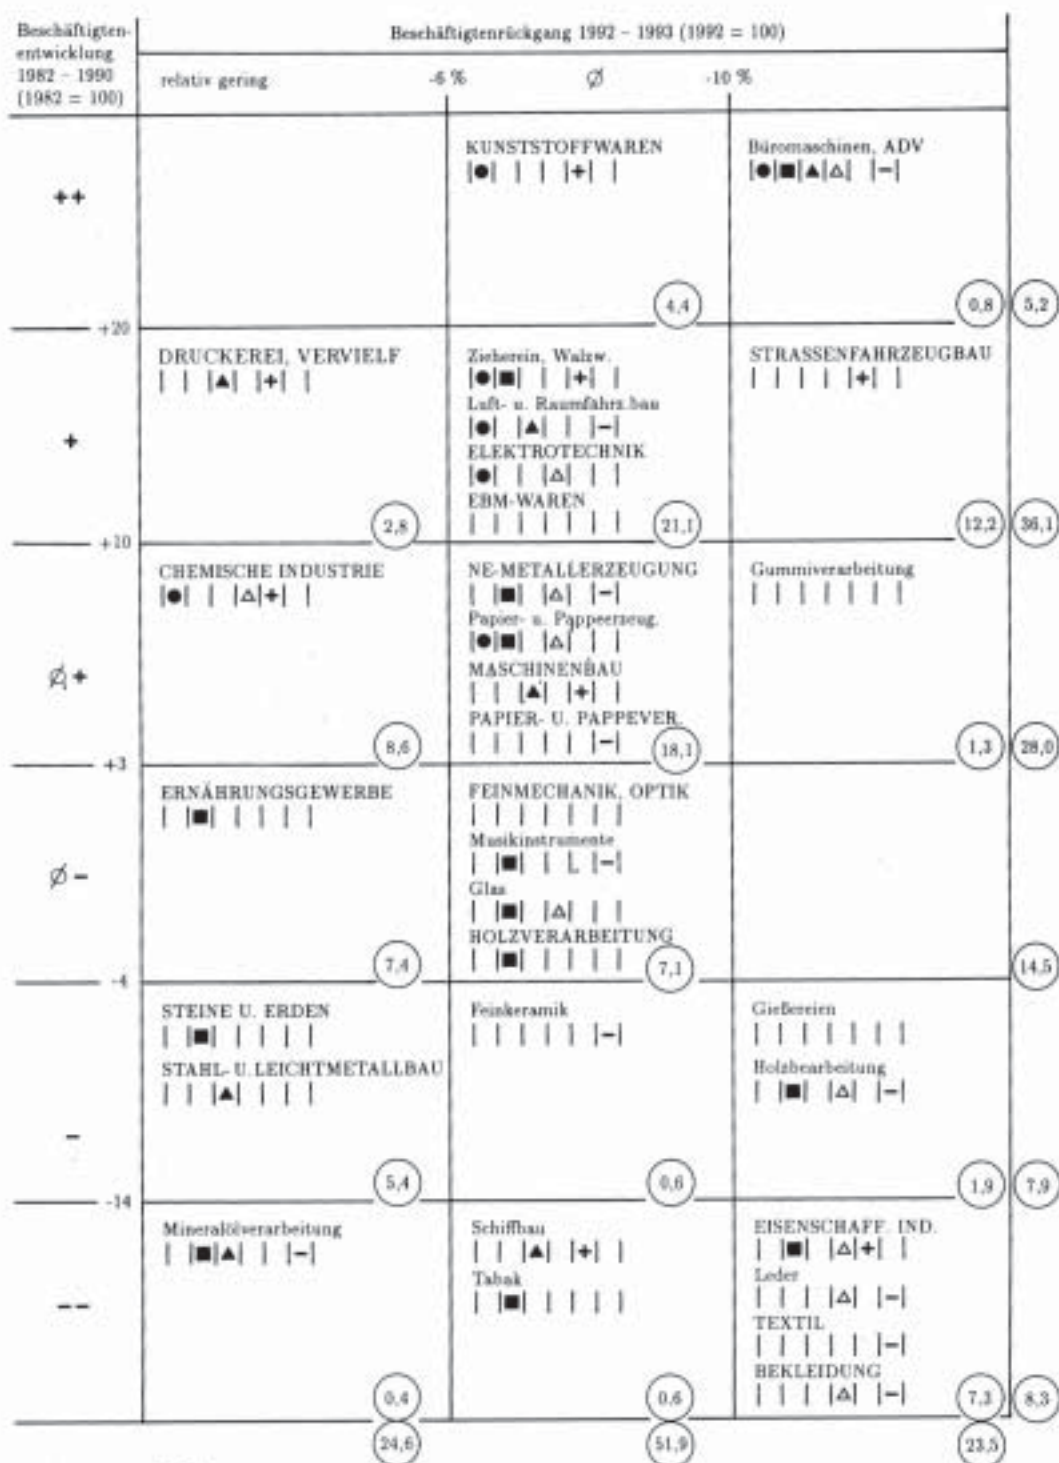 Beschäftigten-
entwicklung
1982 – 1990
(1982 = 100)
Beschäftigtenrückgang 1992 – 1993 (1992 = 100)
relativ gering
-6 %
Ø
-10 %
++
KUNSTSTOFFWAREN
|●| | | |+| |
4,4
Büromaschinen, ADV
|●|■|▲|△| |−|
0,8
5,2
+20
+
DRUCKEREI, VERVIELF
| | |▲| |+| |
2,8
Zieherein, Walzw.
|●|■| | |+| |
Luft- u. Raumfahrz.bau
|●| |▲| | |−|
ELEKTROTECHNIK
|●| | |△| | |
EBM-WAREN
| | | | | | |
21,1
STRASSENFAHRZEUGBAU
| | | | |+| |
12,2
36,1
+10
Ø+
CHEMISCHE INDUSTRIE
|●| | |△|+| |
8,6
NE-METALLERZEUGUNG
| |■| |△| |−|
Papier- u. Pappeerzeug.
|●|■| |△| | |
MASCHINENBAU
| | |▲| |+| |
PAPIER- U. PAPPEVER.
| | | | | |−|
18,1
Gummiverarbeitung
| | | | | | |
1,3
28,0
+3
Ø−
ERNÄHRUNGSGEWERBE
| |■| | | | |
7,4
FEINMECHANIK, OPTIK
| | | | | | |
Musikinstrumente
| |■| | | |−|
Glas
| |■| |△| | |
HOLZVERARBEITUNG
| |■| | | | |
7,1
14,5
-4
−
STEINE U. ERDEN
| |■| | | | |
STAHL- U. LEICHTMETALLBAU
| | |▲| | | |
5,4
Feinkeramik
| | | | | |−|
0,6
Gießereien
| | | | | | |
Holzbearbeitung
| |■| |△| |−|
1,9
7,9
-14
−−
Mineralölverarbeitung
| |■|▲| | |−|
0,4
Schiffbau
| | |▲| |+| |
Tabak
| |■| | | | |
0,6
EISENSCHAFF. IND.
| |■| |△|+| |
Leder
| | | |△| |−|
TEXTIL
| | | | | |−|
BEKLEIDUNG
| | | |△| |−|
7,3
8,3
24,6
51,9
23,5